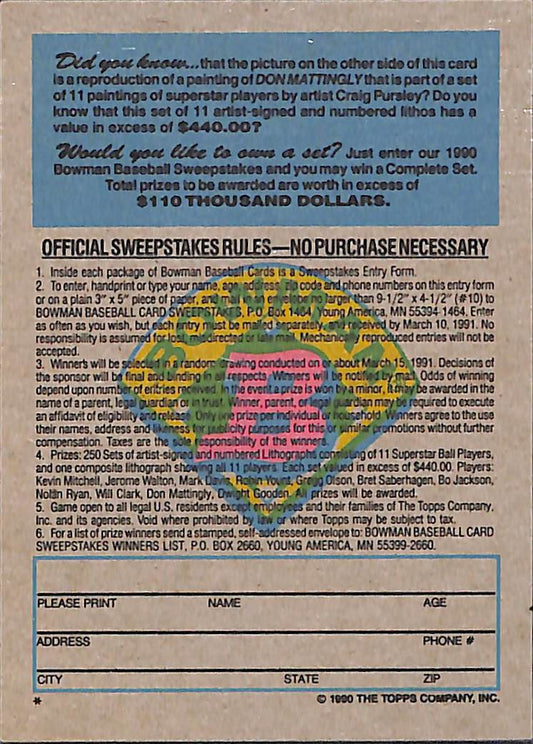 Did you know...that the picture on the other side of this card
is a reproduction of a painting of DON MATTINGLY that is part of a set
of 11 paintings of superstar players by artist Craig Pursley? Do you
know that this set of 11 artist-signed and numbered lithos has a
value in excess of $440.00?
Would you like to own a set? Just enter our 1990
Bowman Baseball Sweepstakes and you may win a Complete Set.
Total prizes to be awarded are worth in excess of
$110 THOUSAND DOLLARS.
OFFICIAL SWEEPSTAKES RULES—NO PURCHASE NECESSARY
1. Inside each package of Bowman Baseball Cards is a Sweepstakes Entry Form.
2. To enter, handprint or type your name, age, address, zip code and phone numbers on this entry form
or on a plain 3" x 5" piece of paper, and mail in envelope no larger than 9-1/2" x 4-1/2" (#10) to
BOWMAN BASEBALL CARD SWEEPSTAKES, P.O. Box 1464, Young America, MN 55394-1464. Enter
as often as you wish, but each entry must be mailed separately, and received by March 10, 1991. No
responsibility is assumed for lost, misdirected or late mail. Mechanically reproduced entries will not be
accepted.
3. Winners will be selected in a random drawing conducted on or about March 15, 1991. Decisions of
the sponsor will be final and binding in all respects. Winners will be notified by mail. Odds of winning
depend upon number of entries received. In the event a prize is won by a minor, it may be awarded in the
name of a parent, legal guardian or in trust. Winner, parent, or legal guardian may be required to execute
an affidavit of eligibility and release. Only one prize per individual or household. Winners agree to the use
their names, address and likeness for publicity purposes for this or similar promotions without further
compensation. Taxes are the sole responsibility of the winners.
4. Prizes: 250 Sets of artist-signed and numbered Lithographs consisting of 11 Superstar Ball Players,
and one composite lithograph showing all 11 players. Each set valued in excess of $440.00. Players:
Kevin Mitchell, Jerome Walton, Mark Davis, Robin Yount, Gregg Olson, Bret Saberhagen, Bo Jackson,
Nolan Ryan, Will Clark, Don Mattingly, Dwight Gooden. All prizes will be awarded.
5. Game open to all legal U.S. residents except employees and their families of The Topps Company,
Inc. and its agencies. Void where prohibited by law or where Topps may be subject to tax.
6. For a list of prize winners send a stamped, self-addressed envelope to: BOWMAN BASEBALL CARD
SWEEPSTAKES WINNERS LIST, P.O. BOX 2660, YOUNG AMERICA, MN 55399-2660.
BOWMAN
B
PLEASE PRINT NAME AGE
ADDRESS PHONE #
CITY STATE ZIP
* © 1990 THE TOPPS COMPANY, INC.